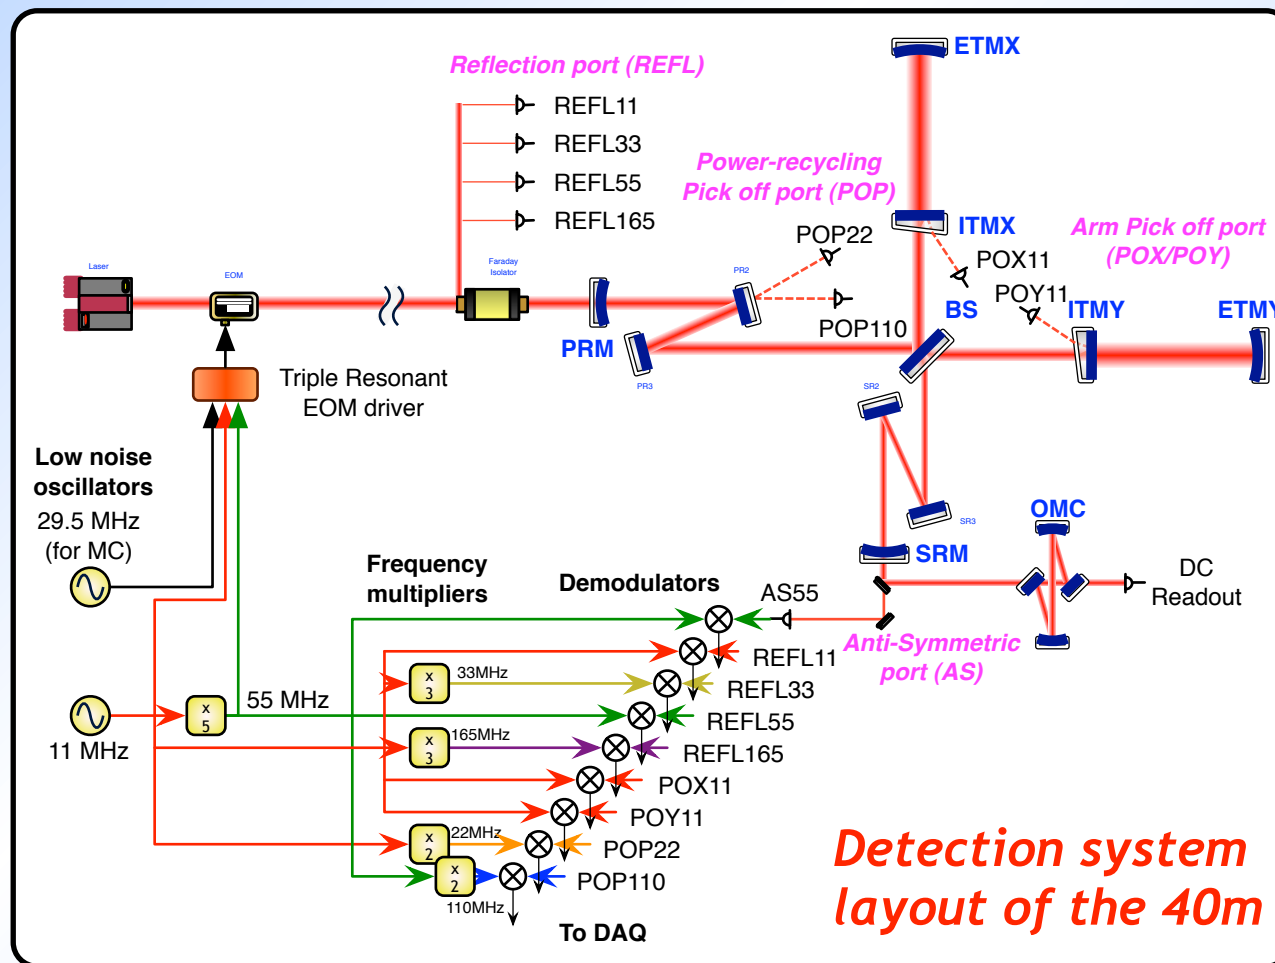 ETMX
Reflection port (REFL)
REFL11
REFL33
REFL55
REFL165
Power-recycling
Pick off port (POP)
ITMX
Arm Pick off port
(POX/POY)
POP22
POX11
POY11
ITMY
ETMY
Laser
EOM
Faraday
Isolator
PR2
BS
POP110
PRM
PR3
SR2
Triple Resonant
EOM driver
Low noise
oscillators
29.5 MHz
(for MC)
SR3
OMC
SRM
DC
Readout
Frequency
multipliers
Demodulators
AS55
Anti-Symmetric
port (AS)
REFL11
x
3
33MHz
REFL33
x
5
55 MHz
REFL55
11 MHz
x
3
165MHz
REFL165
POX11
POY11
x
2
22MHz
POP22
x
2
POP110
110MHz
To DAQ
Detection system
layout of the 40m